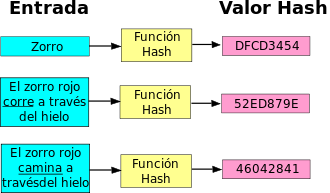 Entrada Valor Hash
Zorro
Función
Hash
DFCD3454
El zorro rojo
corre a través
del hielo
Función
Hash
52ED879E
El zorro rojo
camina a
travésdel hielo
Función
Hash
46042841